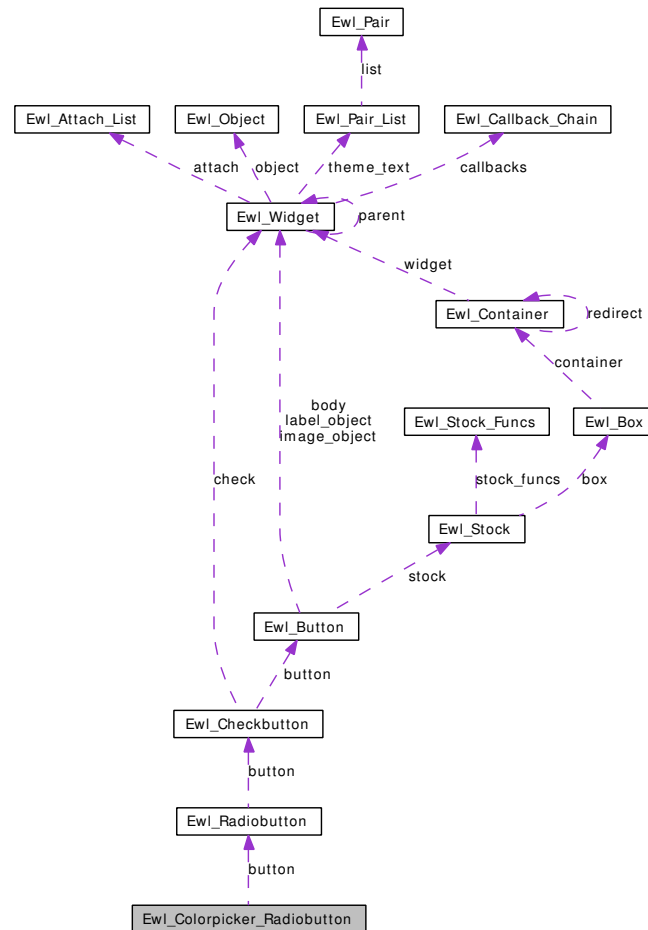 Ewl_Pair
list
Ewl_Attach_List
Ewl_Object
Ewl_Pair_List
Ewl_Callback_Chain
attach
object
theme_text
callbacks
Ewl_Widget
parent
widget
Ewl_Container
redirect
container
body
label_object
image_object
Ewl_Stock_Funcs
Ewl_Box
check
stock_funcs
box
Ewl_Stock
stock
Ewl_Button
button
Ewl_Checkbutton
button
Ewl_Radiobutton
button
Ewl_Colorpicker_Radiobutton